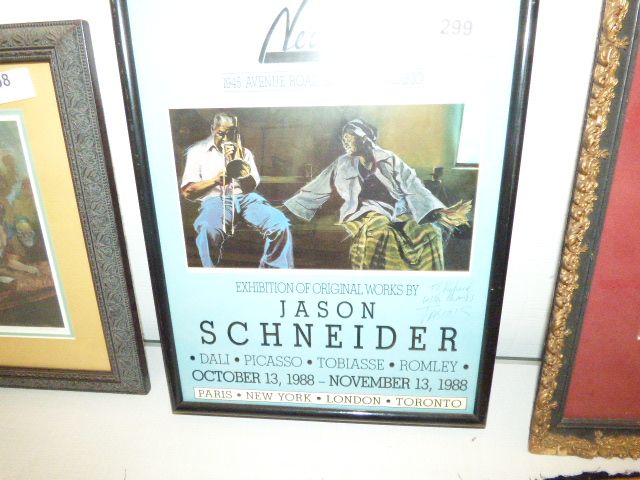 299
1945 AVENUE ROAD
EXHIBITION OF ORIGINAL WORKS BY
JASON
SCHNEIDER
• DALI • PICASSO • TOBIASSE • ROMLEY •
OCTOBER 13, 1988 – NOVEMBER 13, 1988
PARIS • NEW YORK • LONDON • TORONTO